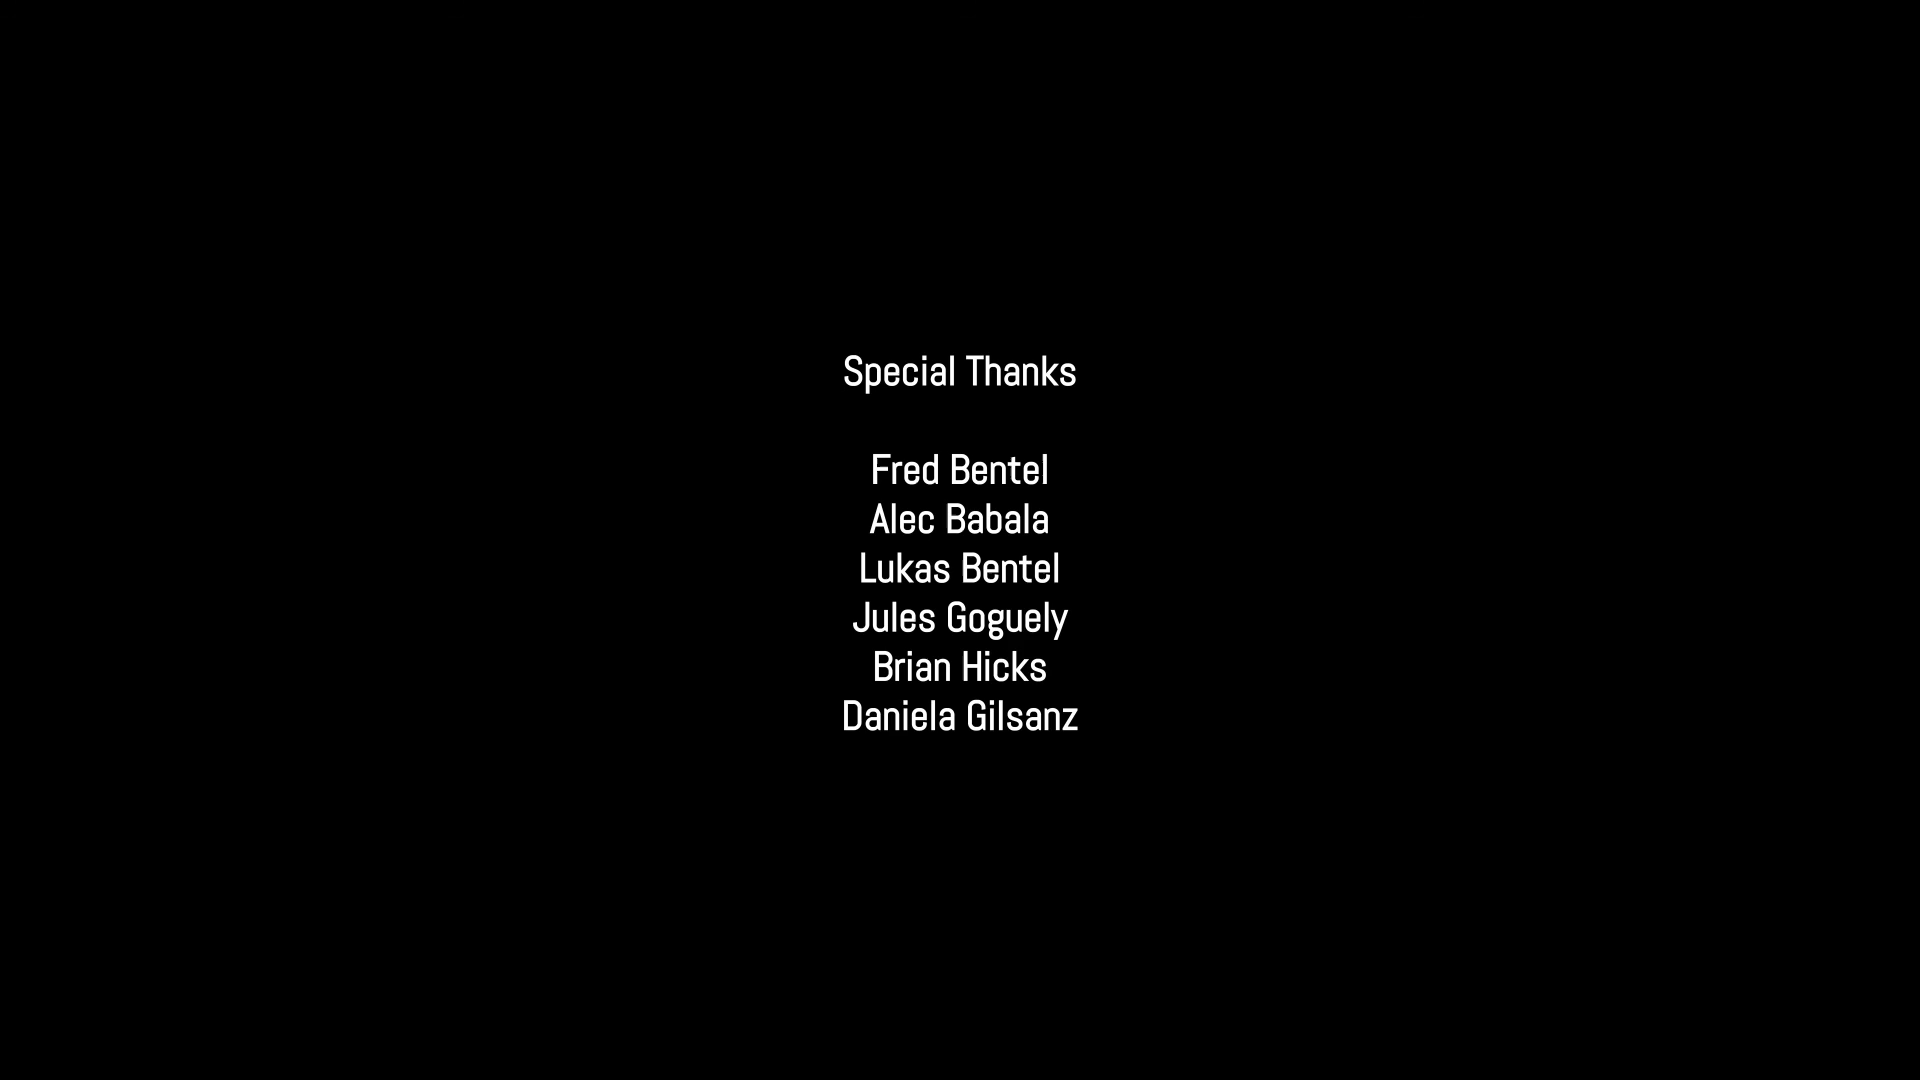 Special Thanks
Fred Bentel
Alec Babala
Lukas Bentel
Jules Goguely
Brian Hicks
Daniela Gilsanz